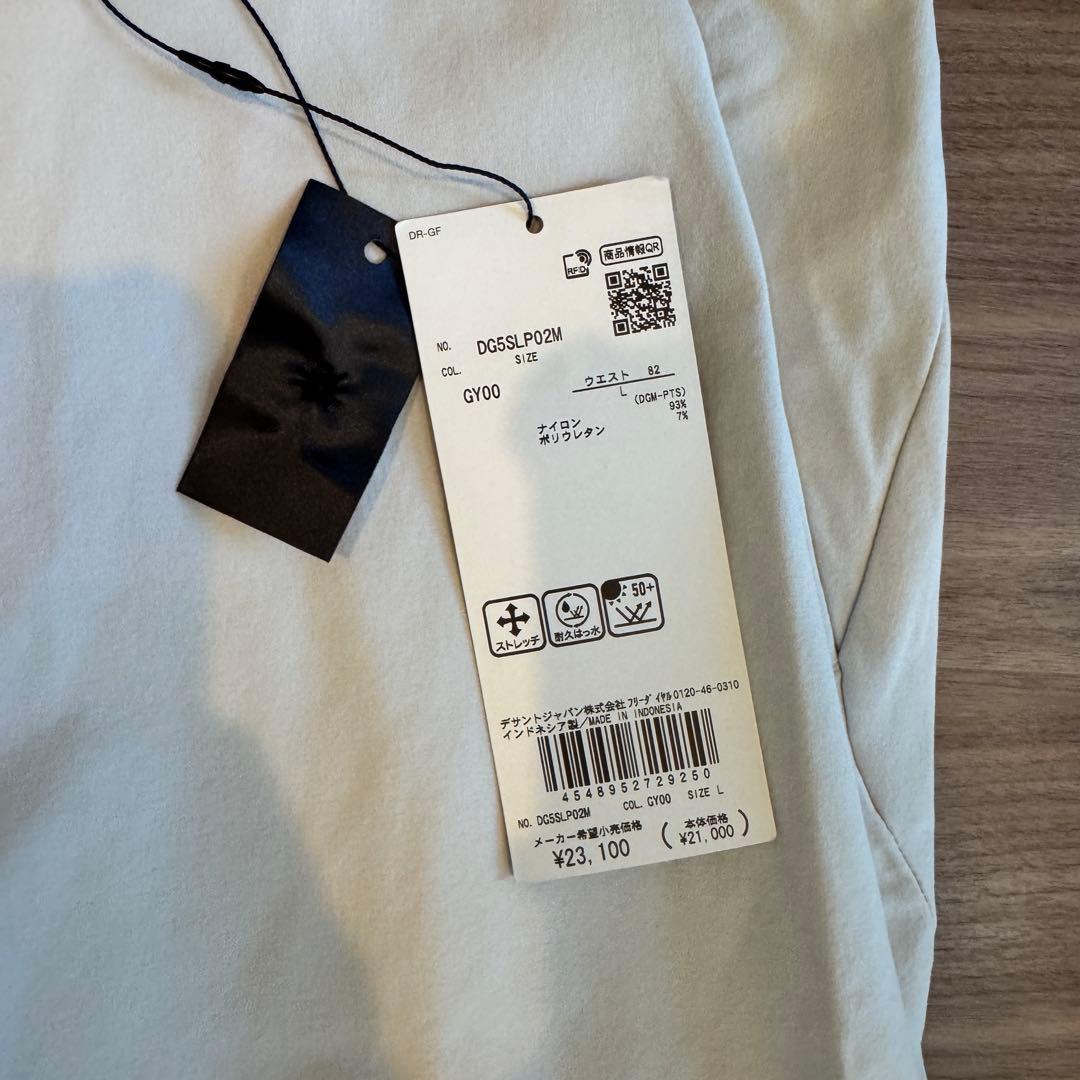 DR-GF
RFID
商品情報QR
NO. DG5SLP02M
COL. SIZE
GY00
ウエスト 82
L
(DGM-PTS)
ナイロン 93%
ポリウレタン 7%
ストレッチ
耐久はっ水
50+
デサントジャパン株式会社 フリーダイヤル0120-46-0310
インドネシア製/MADE IN INDONESIA
4548952729250
NO. DG5SLP02M COL. GY00 SIZE L
メーカー希望小売価格 (本体価格
¥23,100 ¥21,000)